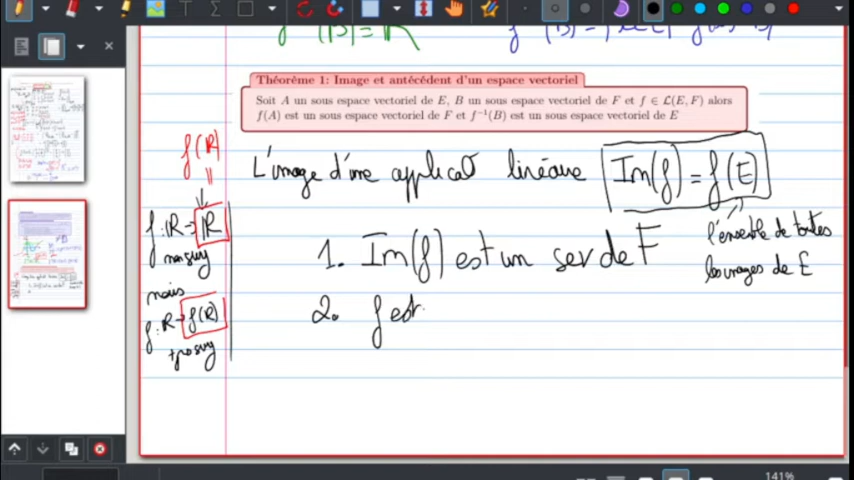 Théorème 1: Image et antécédent d'un espace vectoriel
Soit A un sous espace vectoriel de E, B un sous espace vectoriel de F et f ∈ L(E, F) alors
f(A) est un sous espace vectoriel de F et f⁻¹(B) est un sous espace vectoriel de E
f(R)
=
L'image d'une applicat linéaire Im(f) = f(E)
l'ensemble de toutes
les images de E
f: R → R
non surj
mais
f: R → f(R)
surj
1. Im(f) est un sev de F
2. f est
141%